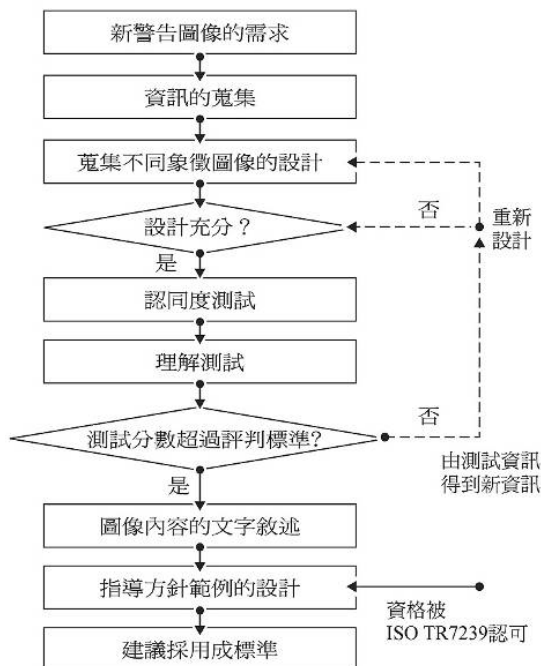 新警告圖像的需求
資訊的蒐集
蒐集不同象徵圖像的設計
設計充分？
否
重新
設計
是
認同度測試
理解測試
測試分數超過評判標準?
否
由測試資訊
得到新資訊
是
圖像內容的文字敘述
指導方針範例的設計
資格被
ISO TR7239認可
建議採用成標準